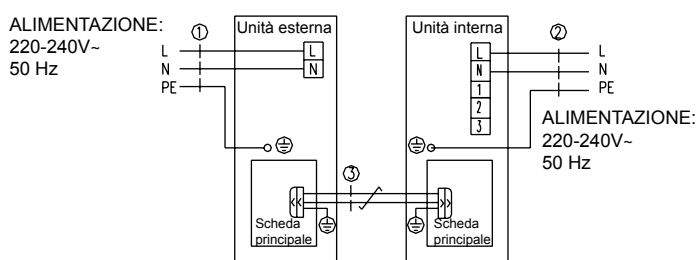 ALIMENTAZIONE:
220-240V~
50 Hz
L
N
PE
①
Unità esterna
L
N
Scheda
principale
③
Unità interna
L
N
1
2
3
Scheda
principale
②
L
N
PE
ALIMENTAZIONE:
220-240V~
50 Hz